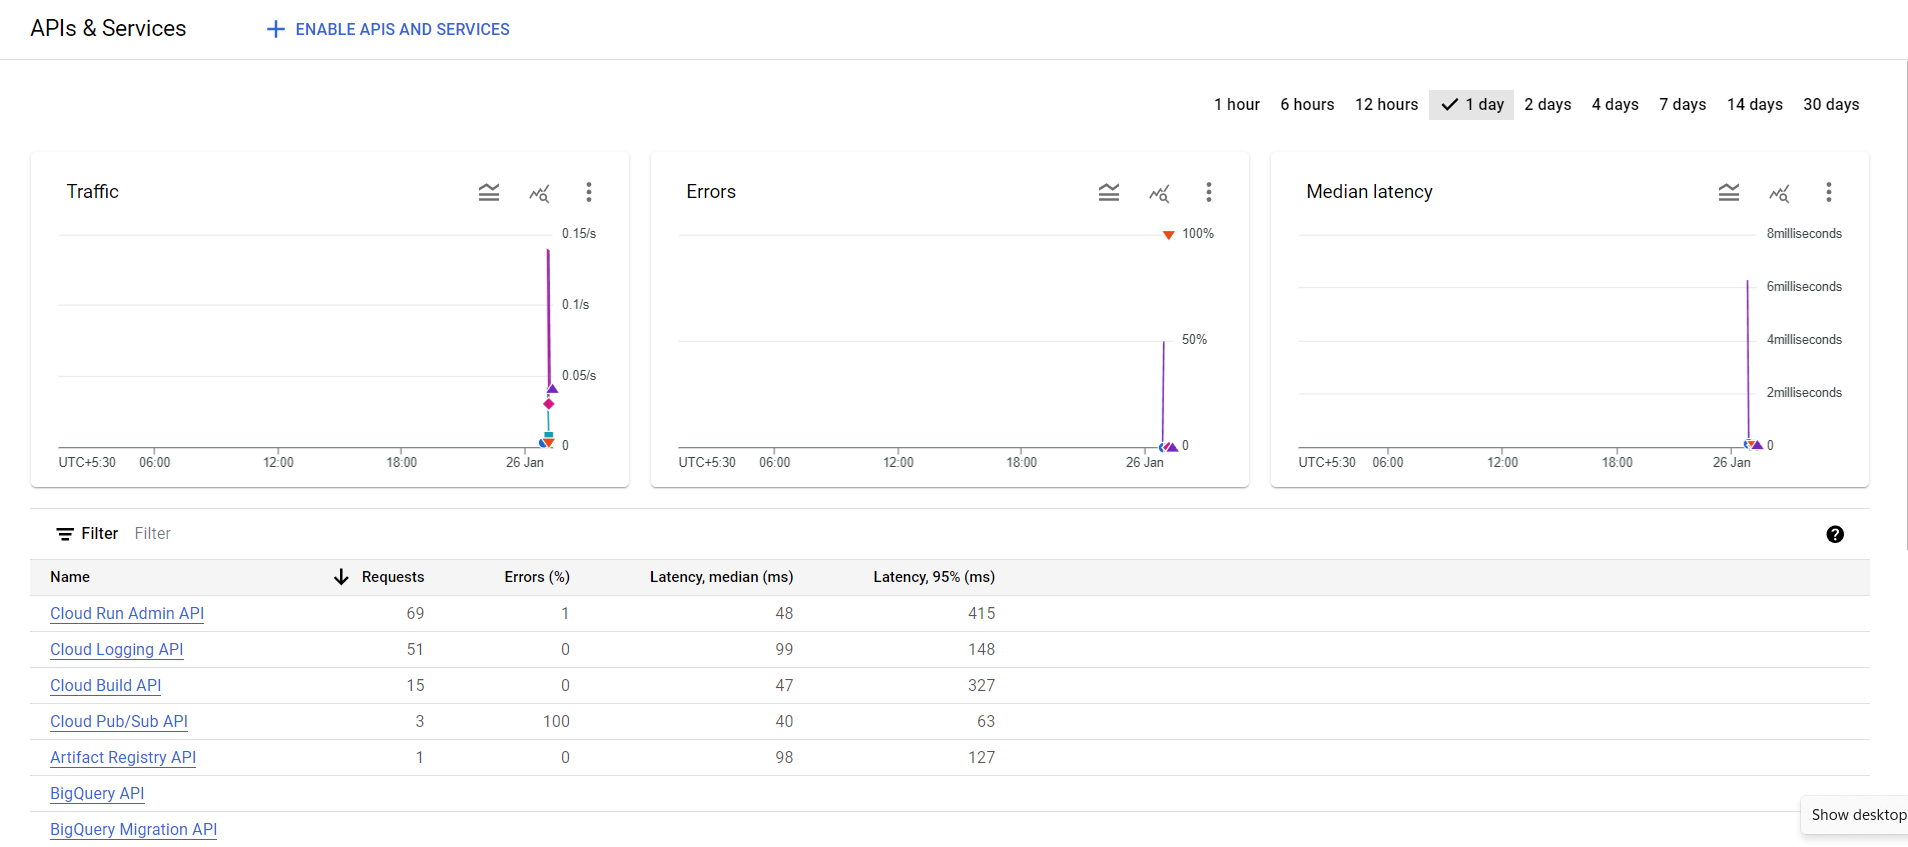 APIs & Services
ENABLE APIS AND SERVICES
1 hour 6 hours 12 hours 1 day 2 days 4 days 7 days 14 days 30 days
Traffic
0.15/s
0.1/s
0.05/s
0
UTC+5:30 06:00 12:00 18:00 26 Jan
Errors
100%
50%
0
UTC+5:30 06:00 12:00 18:00 26 Jan
Median latency
8milliseconds
6milliseconds
4milliseconds
2milliseconds
0
UTC+5:30 06:00 12:00 18:00 26 Jan
Filter Filter
Name Requests Errors (%) Latency, median (ms) Latency, 95% (ms)
Cloud Run Admin API 69 1 48 415
Cloud Logging API 51 0 99 148
Cloud Build API 15 0 47 327
Cloud Pub/Sub API 3 100 40 63
Artifact Registry API 1 0 98 127
BigQuery API
BigQuery Migration API
Show desktop